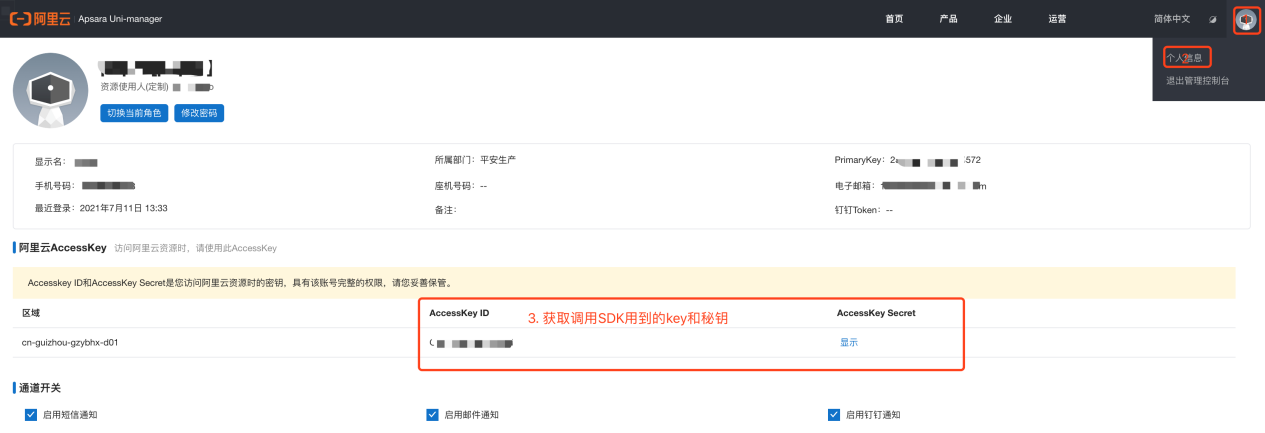 阿里云 Apsara Uni-manager 首页 产品 企业 运营 简体中文
个人信息
退出管理控制台
资源使用人(定制)
切换当前角色 修改密码
显示名： 所属部门：平安生产 PrimaryKey：2 572
手机号码： 座机号码：-- 电子邮箱： m
最近登录：2021年7月11日 13:33 备注： 钉钉Token：--
阿里云AccessKey 访问阿里云资源时，请使用此AccessKey
Accesskey ID和AccessKey Secret是您访问阿里云资源时的密钥，具有该账号完整的权限，请您妥善保管。
区域 AccessKey ID 3. 获取调用SDK用到的key和秘钥 AccessKey Secret
cn-guizhou-gzybhx-d01 显示
通道开关
启用短信通知 启用邮件通知 启用钉钉通知